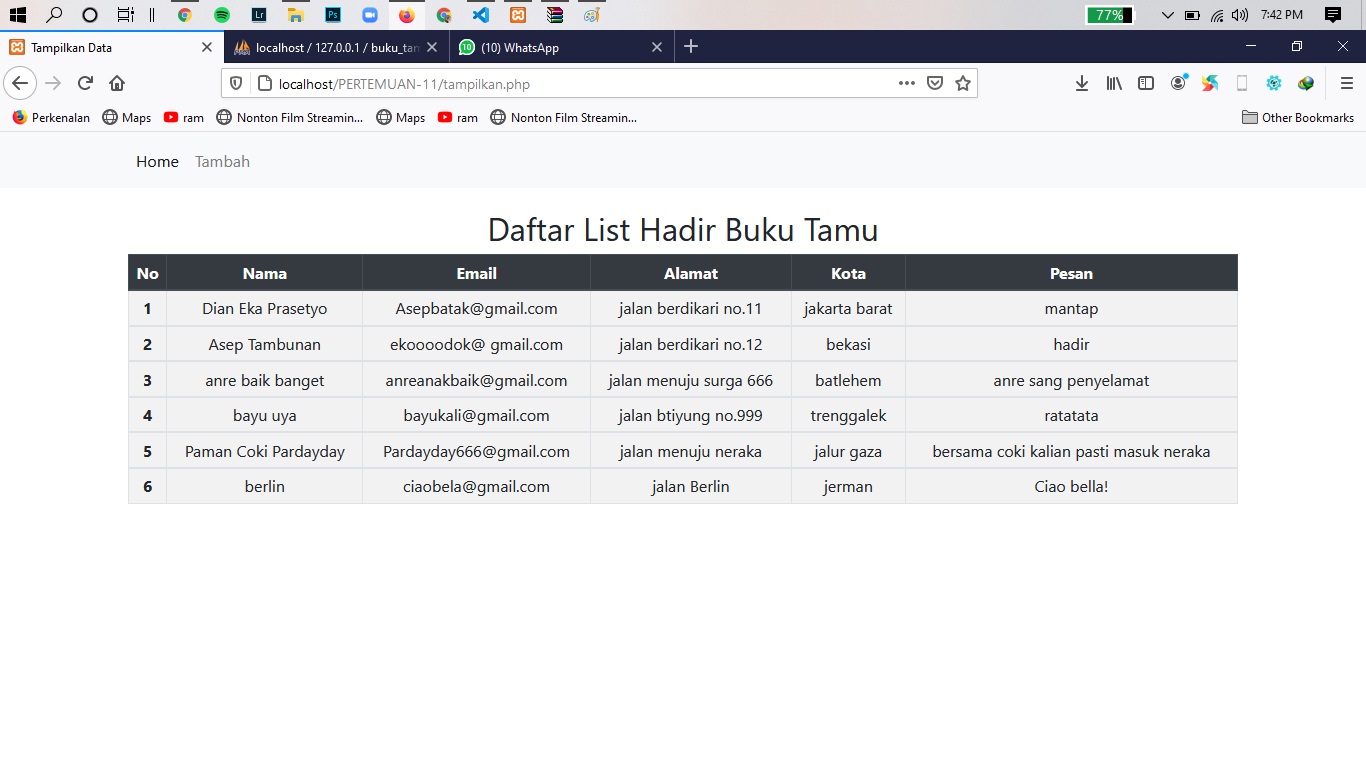 77% 7:42 PM
Tampilkan Data localhost / 127.0.0.1 / buku_tam (10) WhatsApp
localhost/PERTEMUAN-11/tampilkan.php
Perkenalan Maps ram Nonton Film Streamin... Maps ram Nonton Film Streamin... Other Bookmarks
Home Tambah
Daftar List Hadir Buku Tamu
No Nama Email Alamat Kota Pesan
1 Dian Eka Prasetyo Asepbatak@gmail.com jalan berdikari no.11 jakarta barat mantap
2 Asep Tambunan ekoooodok@ gmail.com jalan berdikari no.12 bekasi hadir
3 anre baik banget anreanakbaik@gmail.com jalan menuju surga 666 batlehem anre sang penyelamat
4 bayu uya bayukali@gmail.com jalan btiyung no.999 trenggalek ratatata
5 Paman Coki Pardayday Pardayday666@gmail.com jalan menuju neraka jalur gaza bersama coki kalian pasti masuk neraka
6 berlin ciaobela@gmail.com jalan Berlin jerman Ciao bella!